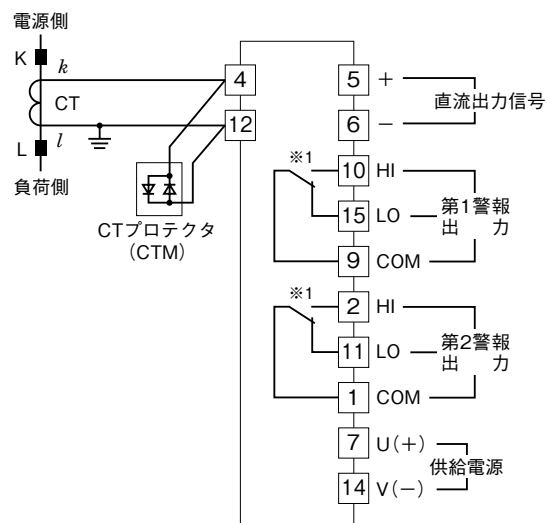 電源側
K
k
CT
L
l
負荷側
CTプロテクタ
(CTM)
4
12
5
+
6
−
直流出力信号
※1
10
HI
15
LO
9
COM
第1警報
出 力
※1
2
HI
11
LO
1
COM
第2警報
出 力
7
U(+)
14
V(−)
供給電源